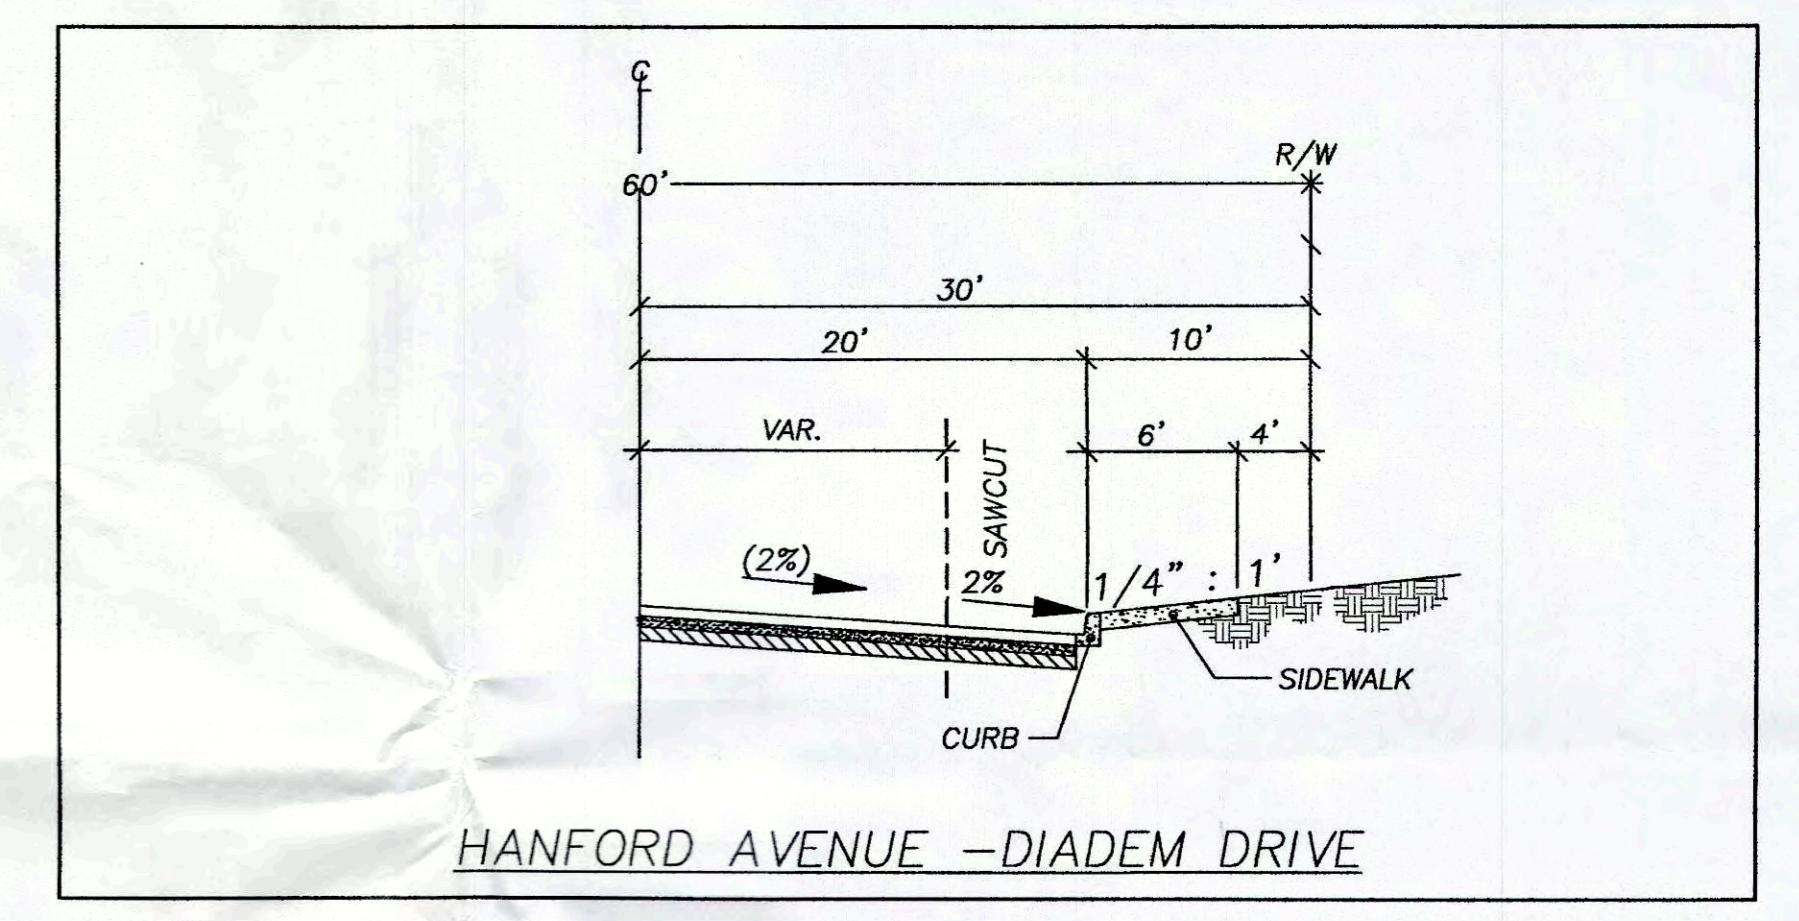 ℄
R/W
60'
30'
20'
10'
VAR.
6'
4'
SAWCUT
(2%)
2%
1/4" : 1'
SIDEWALK
CURB
HANFORD AVENUE -DIADEM DRIVE